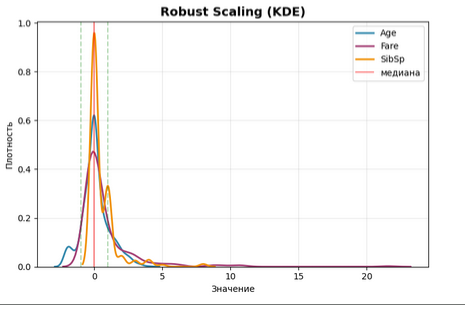 Robust Scaling (KDE)
Age
Fare
SibSp
медиана
1.0
0.8
0.6
0.4
0.2
0.0
Плотность
0 5 10 15 20
Значение